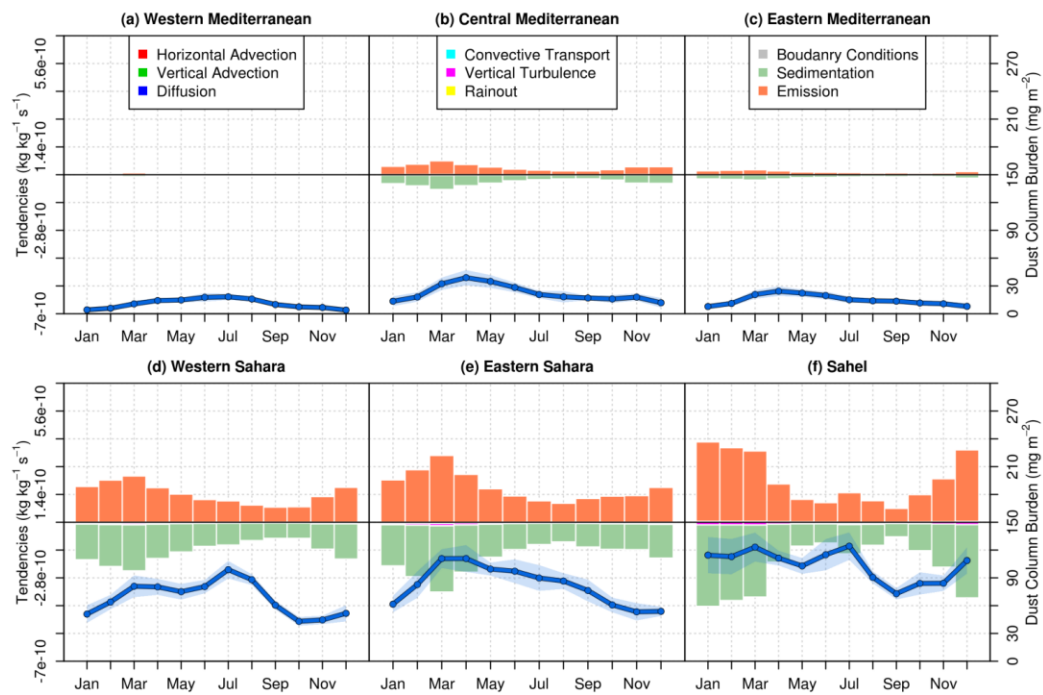 (a) Western Mediterranean
(b) Central Mediterranean
(c) Eastern Mediterranean
Horizontal Advection
Vertical Advection
Diffusion
Convective Transport
Vertical Turbulence
Rainout
Boudanry Conditions
Sedimentation
Emission
Tendencies (kg kg⁻¹ s⁻¹)
5.6e-10
1.4e-10
-2.8e-10
-7e-10
270
210
150
90
30
0
Dust Column Burden (mg m⁻²)
Jan Mar May Jul Sep Nov
Jan Mar May Jul Sep Nov
Jan Mar May Jul Sep Nov
(d) Western Sahara
(e) Eastern Sahara
(f) Sahel
Tendencies (kg kg⁻¹ s⁻¹)
5.6e-10
1.4e-10
-2.8e-10
-7e-10
270
210
150
90
30
0
Dust Column Burden (mg m⁻²)
Jan Mar May Jul Sep Nov
Jan Mar May Jul Sep Nov
Jan Mar May Jul Sep Nov